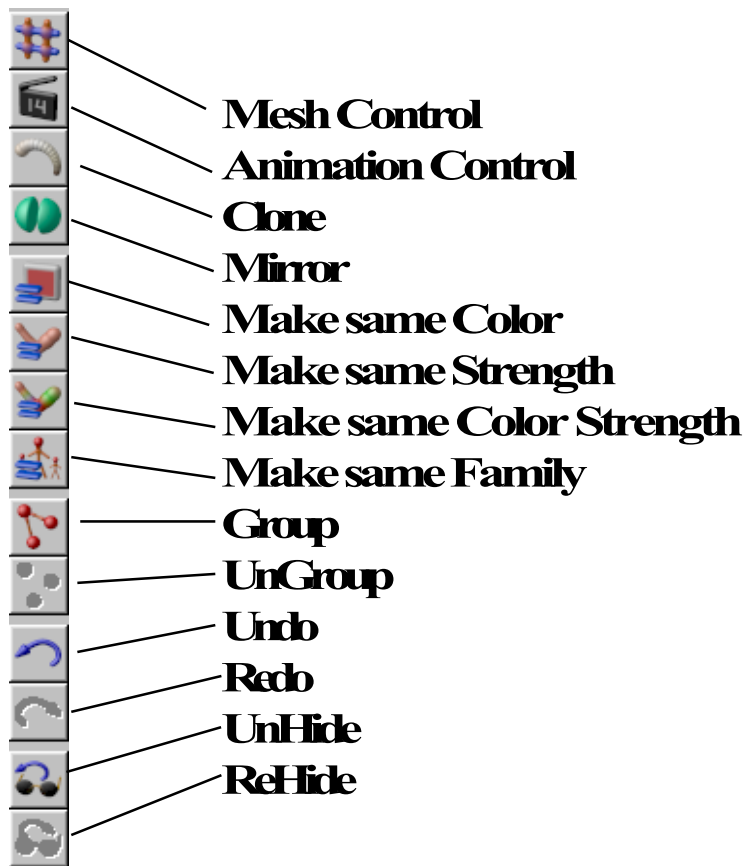 14
Mesh Control
Animation Control
Clone
Mirror
Make same Color
Make same Strength
Make same Color Strength
Make same Family
Group
UnGroup
Undo
Redo
UnHide
ReHide